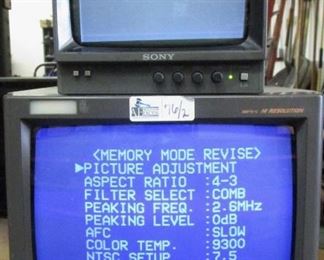 SONY
76/2
M RESOLUTION
<MEMORY MODE REVISE>
▶PICTURE ADJUSTMENT
ASPECT RATIO :4-3
FILTER SELECT :COMB
PEAKING FREQ. :2.6MHz
PEAKING LEVEL :0dB
AFC :SLOW
COLOR TEMP. :9300
NTSC SETUP :7.5